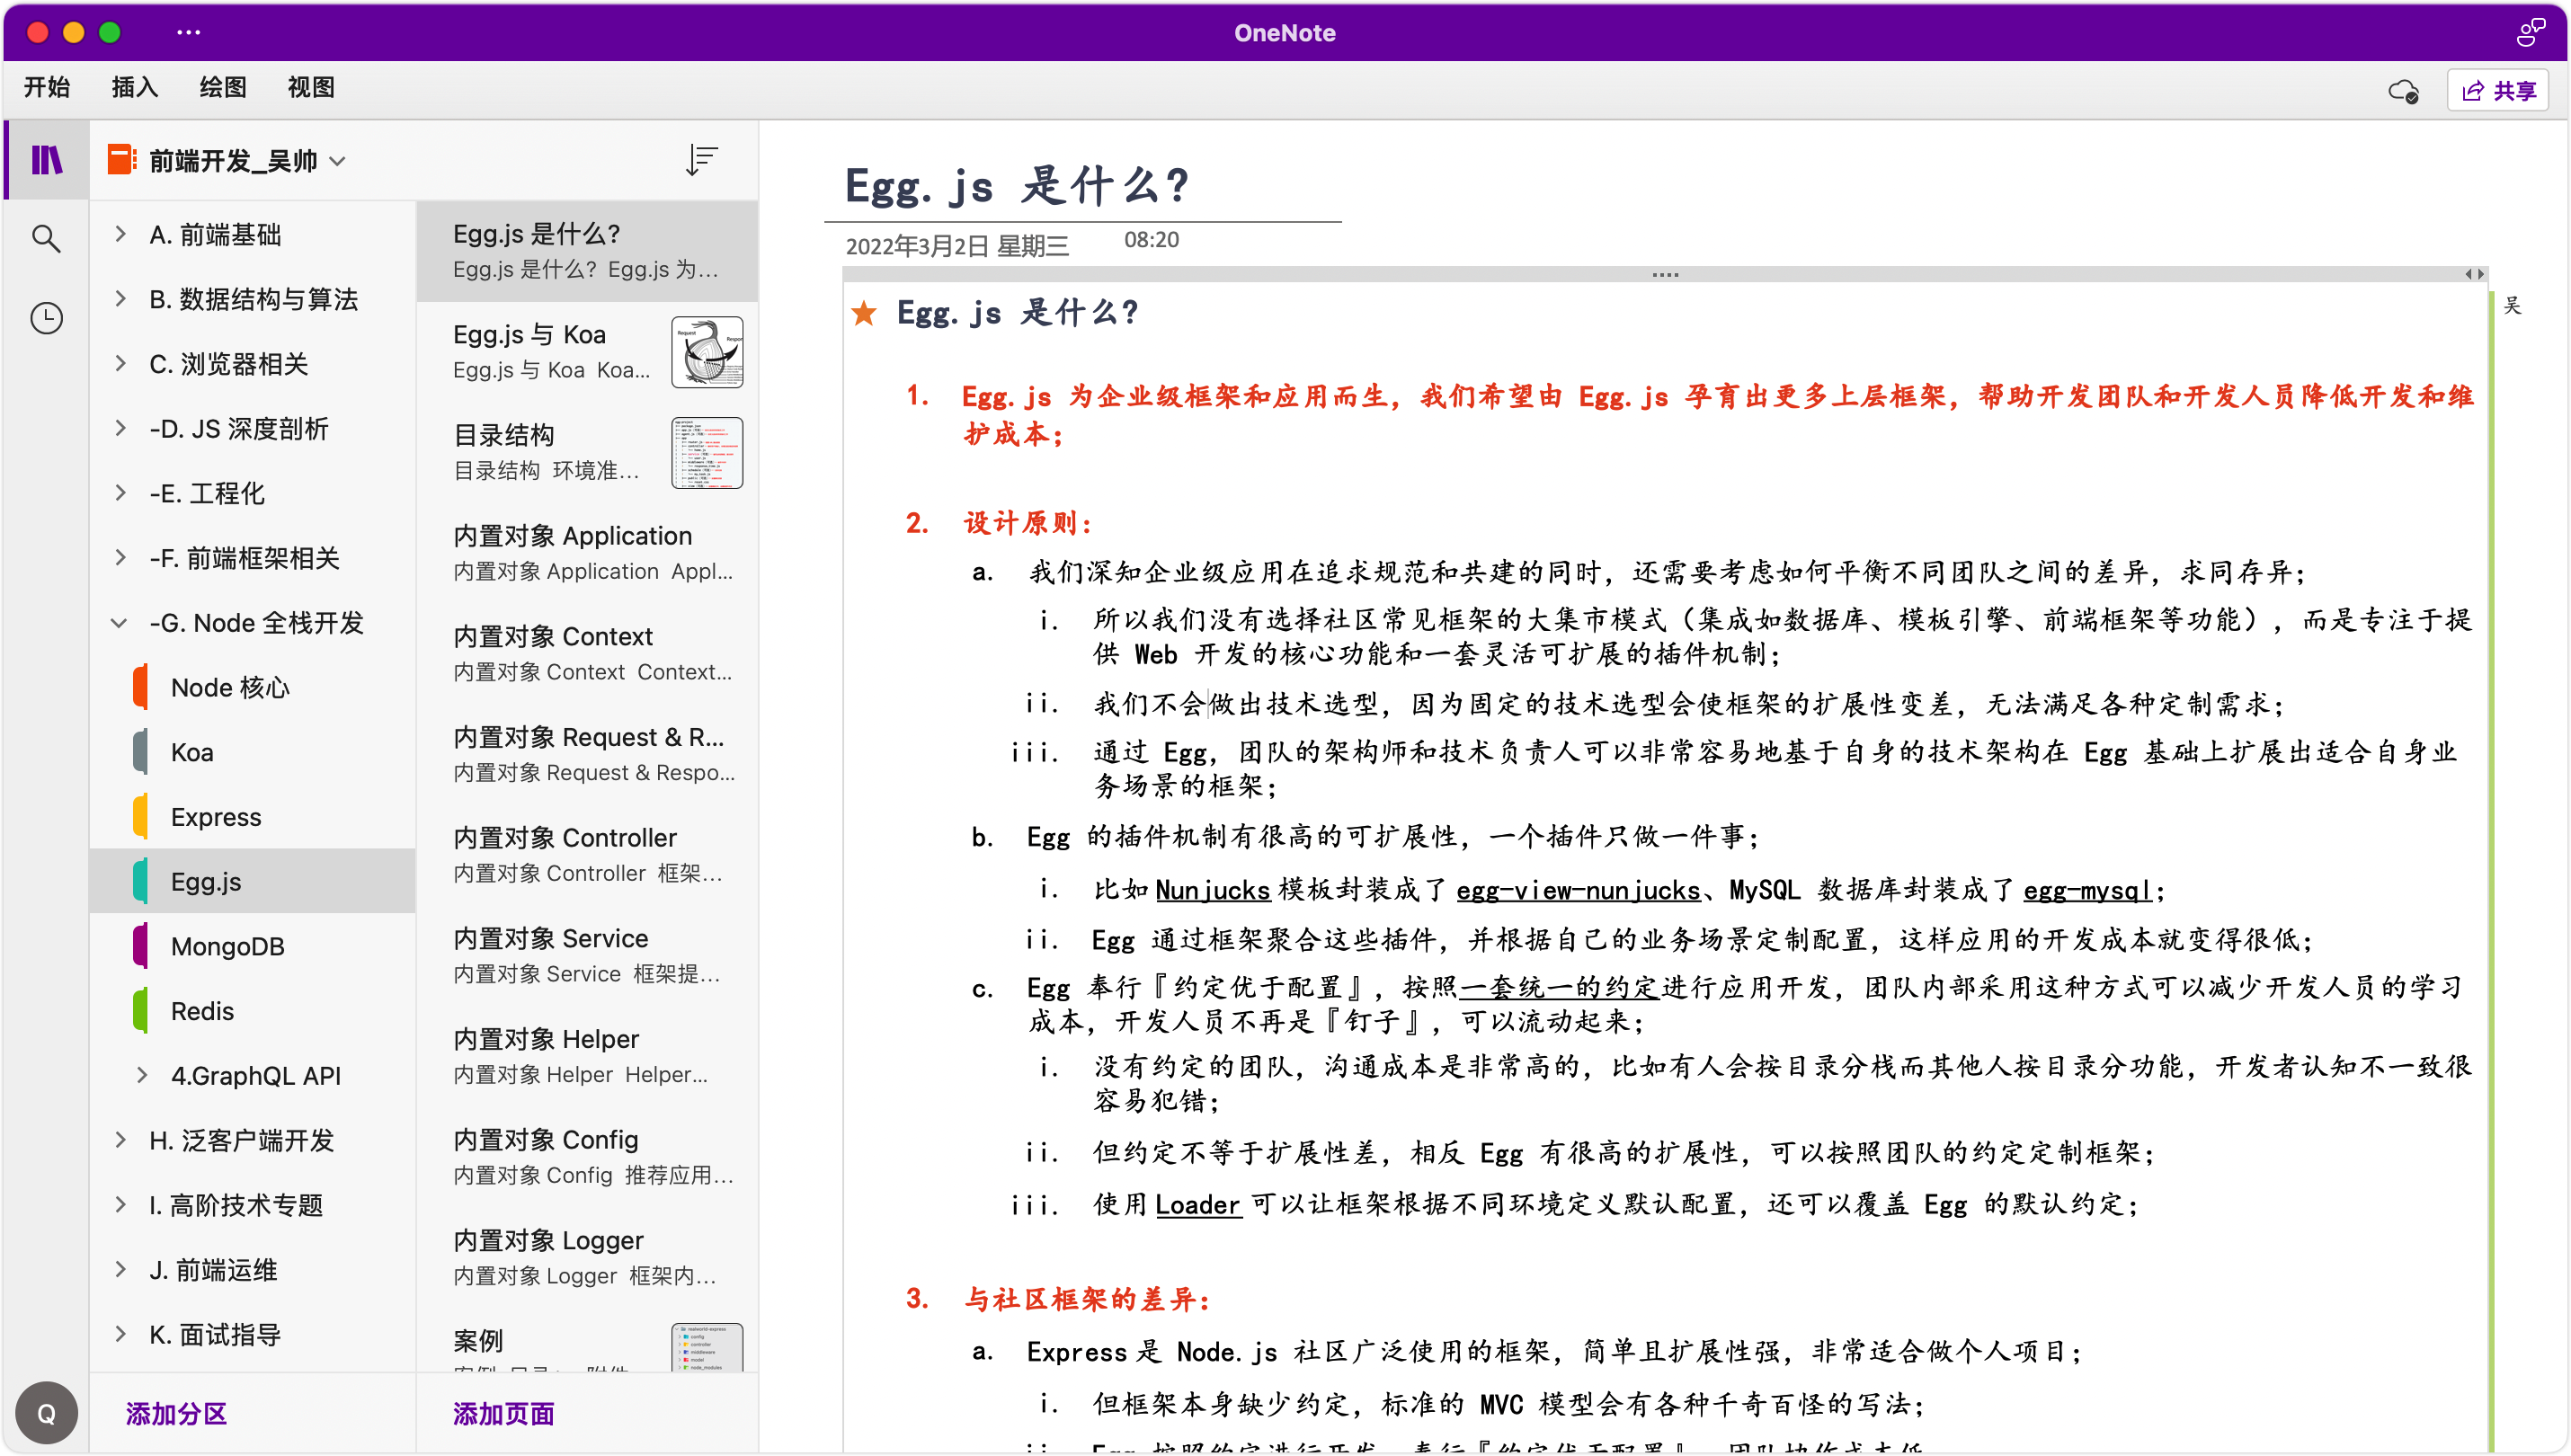 OneNote
开始 插入 绘图 视图
共享
前端开发_吴帅
A. 前端基础
B. 数据结构与算法
C. 浏览器相关
-D. JS 深度剖析
-E. 工程化
-F. 前端框架相关
-G. Node 全栈开发
Node 核心
Koa
Express
Egg.js
MongoDB
Redis
4.GraphQL API
H. 泛客户端开发
I. 高阶技术专题
J. 前端运维
K. 面试指导
Q
添加分区
Egg.js 是什么?
Egg.js 是什么? Egg.js 为...
Egg.js 与 Koa
Egg.js 与 Koa Koa...
目录结构
目录结构 环境准...
内置对象 Application
内置对象 Application Appl...
内置对象 Context
内置对象 Context Context...
内置对象 Request & R...
内置对象 Request & Respo...
内置对象 Controller
内置对象 Controller 框架...
内置对象 Service
内置对象 Service 框架提...
内置对象 Helper
内置对象 Helper Helper...
内置对象 Config
内置对象 Config 推荐应用...
内置对象 Logger
内置对象 Logger 框架内...
案例
添加页面
Egg.js 是什么?
2022年3月2日 星期三 08:20
Egg.js 是什么?
吴
1. Egg.js 为企业级框架和应用而生，我们希望由 Egg.js 孕育出更多上层框架，帮助开发团队和开发人员降低开发和维
护成本；
2. 设计原则：
a. 我们深知企业级应用在追求规范和共建的同时，还需要考虑如何平衡不同团队之间的差异，求同存异；
i. 所以我们没有选择社区常见框架的大集市模式（集成如数据库、模板引擎、前端框架等功能），而是专注于提
供 Web 开发的核心功能和一套灵活可扩展的插件机制；
ii. 我们不会做出技术选型，因为固定的技术选型会使框架的扩展性变差，无法满足各种定制需求；
iii. 通过 Egg，团队的架构师和技术负责人可以非常容易地基于自身的技术架构在 Egg 基础上扩展出适合自身业
务场景的框架；
b. Egg 的插件机制有很高的可扩展性，一个插件只做一件事；
i. 比如 Nunjucks 模板封装成了 egg-view-nunjucks、MySQL 数据库封装成了 egg-mysql；
ii. Egg 通过框架聚合这些插件，并根据自己的业务场景定制配置，这样应用的开发成本就变得很低；
c. Egg 奉行『约定优于配置』，按照一套统一的约定进行应用开发，团队内部采用这种方式可以减少开发人员的学习
成本，开发人员不再是『钉子』，可以流动起来；
i. 没有约定的团队，沟通成本是非常高的，比如有人会按目录分栈而其他人按目录分功能，开发者认知不一致很
容易犯错；
ii. 但约定不等于扩展性差，相反 Egg 有很高的扩展性，可以按照团队的约定定制框架；
iii. 使用 Loader 可以让框架根据不同环境定义默认配置，还可以覆盖 Egg 的默认约定；
3. 与社区框架的差异：
a. Express 是 Node.js 社区广泛使用的框架，简单且扩展性强，非常适合做个人项目；
i. 但框架本身缺少约定，标准的 MVC 模型会有各种千奇百怪的写法；